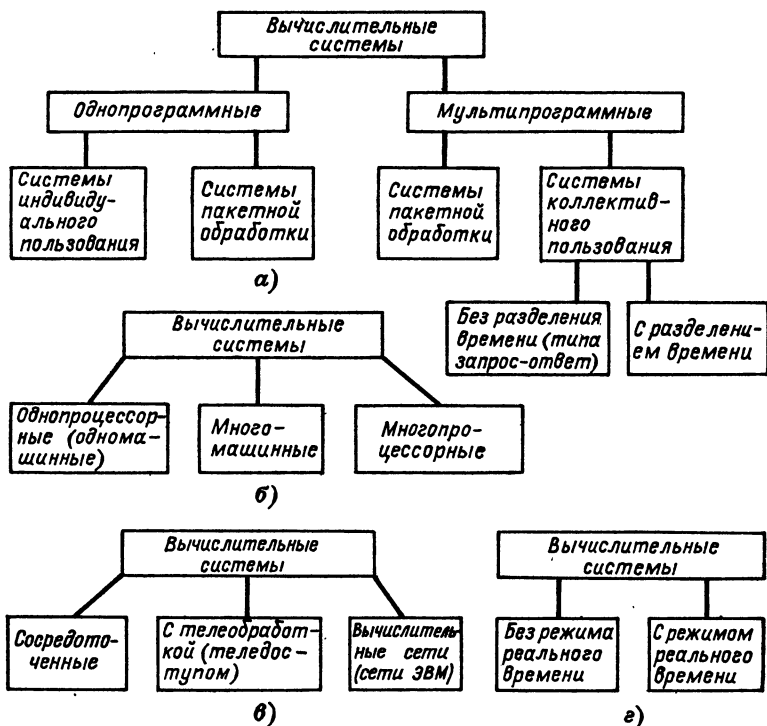 Вычислительные
системы
Однопрограммные
Мультипрограммные
Системы
индивиду-
ального
пользования
Системы
пакетной
обработки
Системы
пакетной
обработки
Системы
коллектив-
ного
пользования
а)
Без разделения
времени (типа
запрос-ответ)
С разделени-
ем времени
Вычислительные
системы
Однопроцессор-
ные (одномa-
шинные)
Много-
машинные
Многопро-
цессорные
б)
Вычислительные
системы
Сосредото-
ченные
С телеобработ-
кой (теледос-
тупом)
Вычислитель-
ные сети
(сети ЭВМ)
в)
Вычислительные
системы
Без режима
реального
времени
С режимом
реального
времени
г)